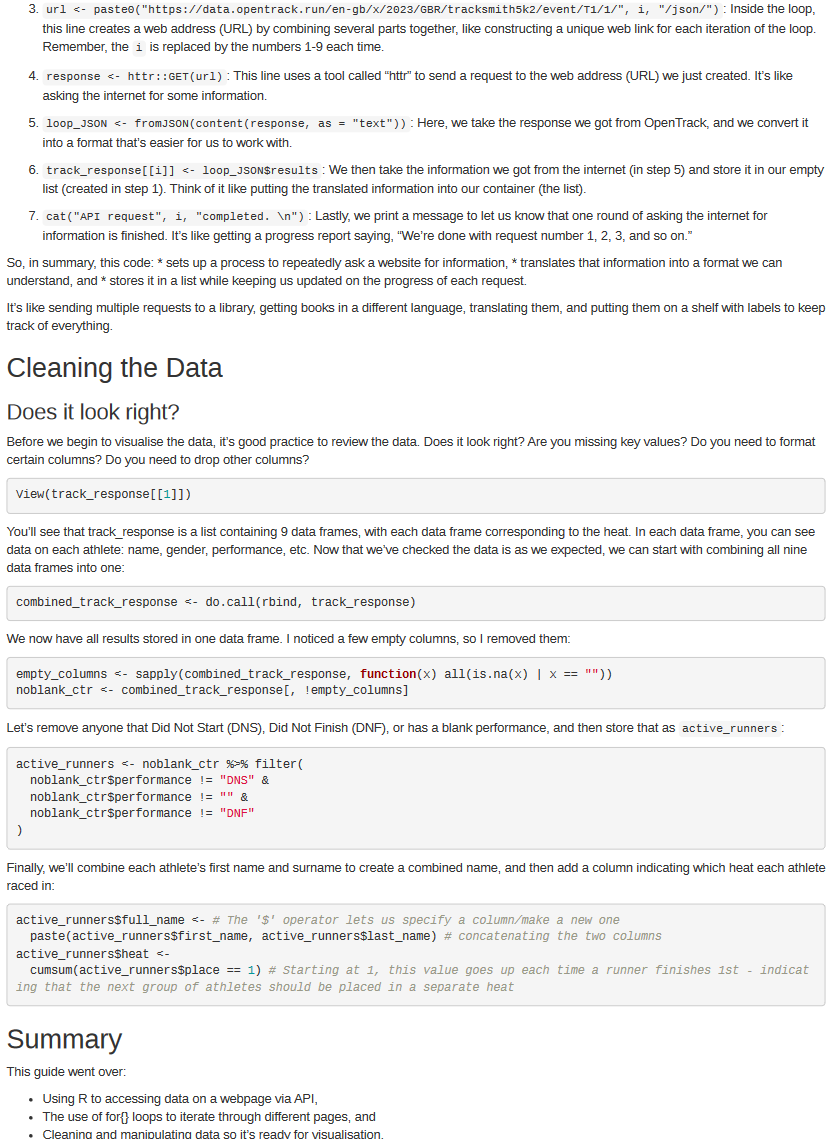 3. url <- paste0("https://data.opentrack.run/en-gb/x/2023/GBR/tracksmith5k2/event/T1/1/", i, "/json/") : Inside the loop,
this line creates a web address (URL) by combining several parts together, like constructing a unique web link for each iteration of the loop.
Remember, the i is replaced by the numbers 1-9 each time.
4. response <- httr::GET(url) : This line uses a tool called “httr” to send a request to the web address (URL) we just created. It’s like
asking the internet for some information.
5. loop_JSON <- fromJSON(content(response, as = "text")) : Here, we take the response we got from OpenTrack, and we convert it
into a format that’s easier for us to work with.
6. track_response[[i]] <- loop_JSON$results : We then take the information we got from the internet (in step 5) and store it in our empty
list (created in step 1). Think of it like putting the translated information into our container (the list).
7. cat("API request", i, "completed. \n") : Lastly, we print a message to let us know that one round of asking the internet for
information is finished. It’s like getting a progress report saying, “We’re done with request number 1, 2, 3, and so on.”
So, in summary, this code: * sets up a process to repeatedly ask a website for information, * translates that information into a format we can
understand, and * stores it in a list while keeping us updated on the progress of each request.
It’s like sending multiple requests to a library, getting books in a different language, translating them, and putting them on a shelf with labels to keep
track of everything.
Cleaning the Data
Does it look right?
Before we begin to visualise the data, it’s good practice to review the data. Does it look right? Are you missing key values? Do you need to format
certain columns? Do you need to drop other columns?
View(track_response[[1]])
You’ll see that track_response is a list containing 9 data frames, with each data frame corresponding to the heat. In each data frame, you can see
data on each athlete: name, gender, performance, etc. Now that we’ve checked the data is as we expected, we can start with combining all nine
data frames into one:
combined_track_response <- do.call(rbind, track_response)
We now have all results stored in one data frame. I noticed a few empty columns, so I removed them:
empty_columns <- sapply(combined_track_response, function(x) all(is.na(x) | x == ""))
noblank_ctr <- combined_track_response[, !empty_columns]
Let’s remove anyone that Did Not Start (DNS), Did Not Finish (DNF), or has a blank performance, and then store that as active_runners :
active_runners <- noblank_ctr %>% filter(
noblank_ctr$performance != "DNS" &
noblank_ctr$performance != "" &
noblank_ctr$performance != "DNF"
)
Finally, we’ll combine each athlete’s first name and surname to create a combined name, and then add a column indicating which heat each athlete
raced in:
active_runners$full_name <- # The '$' operator lets us specify a column/make a new one
paste(active_runners$first_name, active_runners$last_name) # concatenating the two columns
active_runners$heat <-
cumsum(active_runners$place == 1) # Starting at 1, this value goes up each time a runner finishes 1st - indicat
ing that the next group of athletes should be placed in a separate heat
Summary
This guide went over:
• Using R to accessing data on a webpage via API,
• The use of for{} loops to iterate through different pages, and
• Cleaning and manipulating data so it’s ready for visualisation.